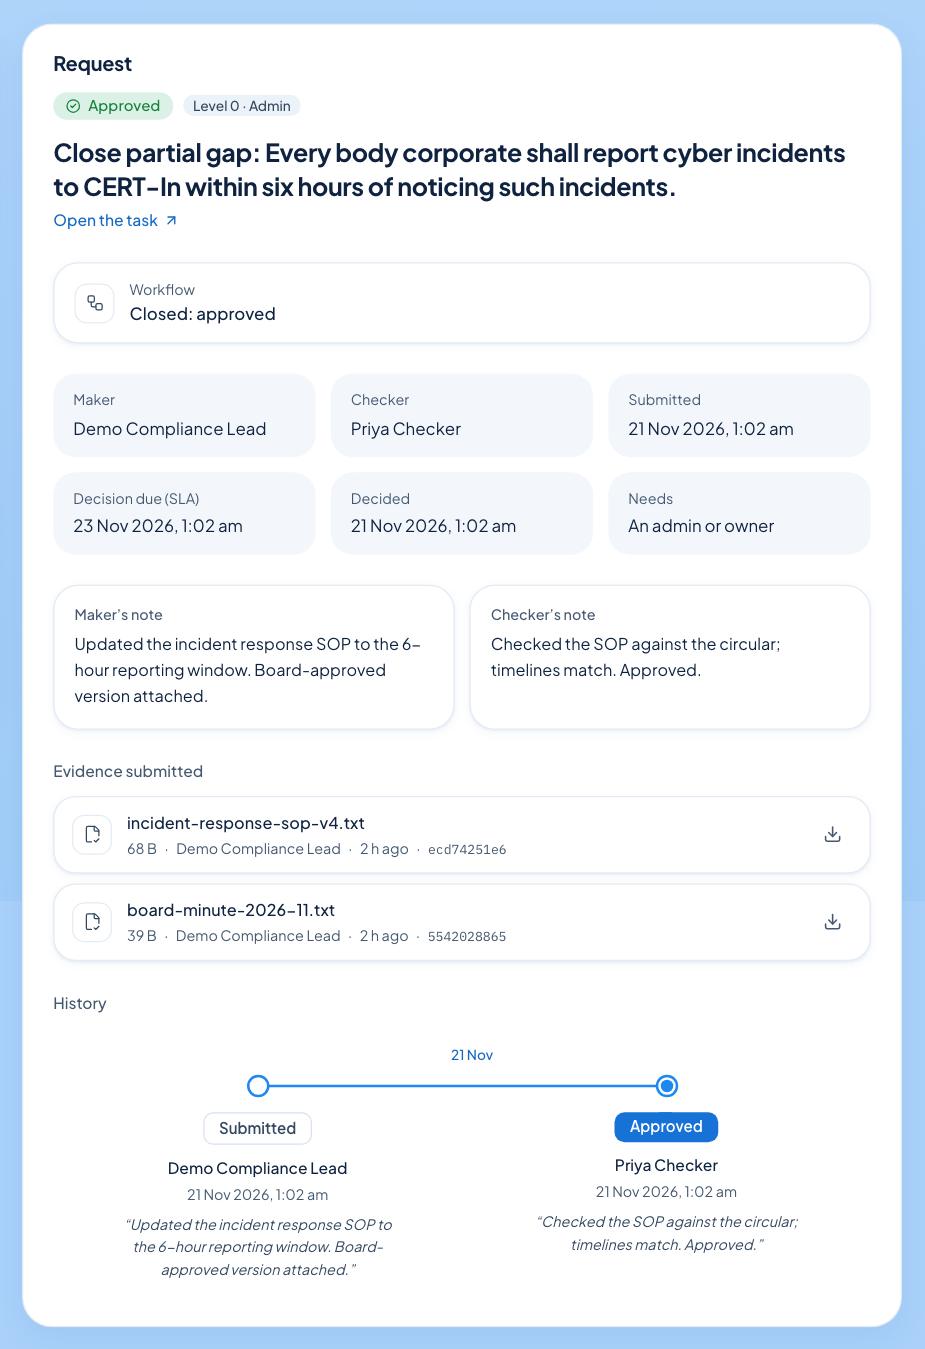 Request
Approved
Level 0 · Admin
Close partial gap: Every body corporate shall report cyber incidents
to CERT-In within six hours of noticing such incidents.
Open the task
Workflow
Closed: approved
Maker
Demo Compliance Lead
Checker
Priya Checker
Submitted
21 Nov 2026, 1:02 am
Decision due (SLA)
23 Nov 2026, 1:02 am
Decided
21 Nov 2026, 1:02 am
Needs
An admin or owner
Maker’s note
Updated the incident response SOP to the 6-
hour reporting window. Board-approved
version attached.
Checker’s note
Checked the SOP against the circular;
timelines match. Approved.
Evidence submitted
incident-response-sop-v4.txt
68 B · Demo Compliance Lead · 2 h ago · ecd74251e6
board-minute-2026-11.txt
39 B · Demo Compliance Lead · 2 h ago · 5542028865
History
21 Nov
Submitted
Demo Compliance Lead
21 Nov 2026, 1:02 am
“Updated the incident response SOP to
the 6-hour reporting window. Board-
approved version attached.”
Approved
Priya Checker
21 Nov 2026, 1:02 am
“Checked the SOP against the circular;
timelines match. Approved.”